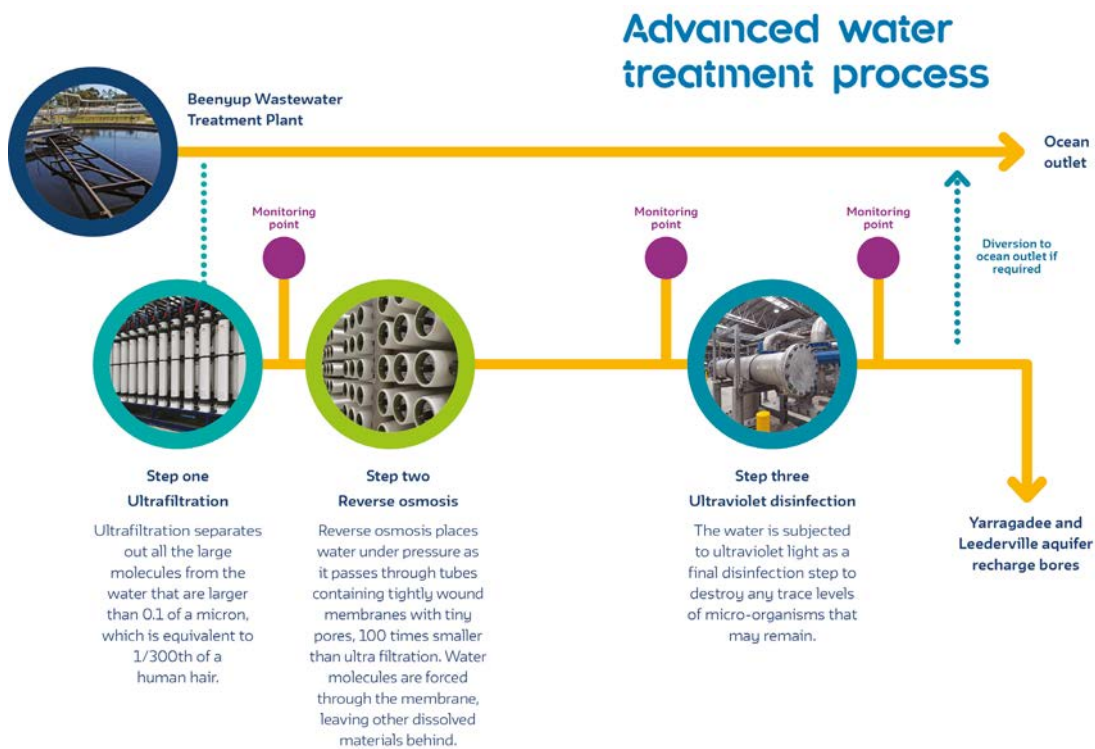 Advanced water
treatment process
Beenyup Wastewater
Treatment Plant
Ocean
outlet
Monitoring
point
Monitoring
point
Monitoring
point
Diversion to
ocean outlet if
required
Step one
Ultrafiltration
Ultrafiltration separates
out all the large
molecules from the
water that are larger
than 0.1 of a micron,
which is equivalent to
1/300th of a
human hair.
Step two
Reverse osmosis
Reverse osmosis places
water under pressure as
it passes through tubes
containing tightly wound
membranes with tiny
pores, 100 times smaller
than ultra filtration. Water
molecules are forced
through the membrane,
leaving other dissolved
materials behind.
Step three
Ultraviolet disinfection
The water is subjected
to ultraviolet light as a
final disinfection step to
destroy any trace levels
of micro-organisms that
may remain.
Yarragadee and
Leederville aquifer
recharge bores